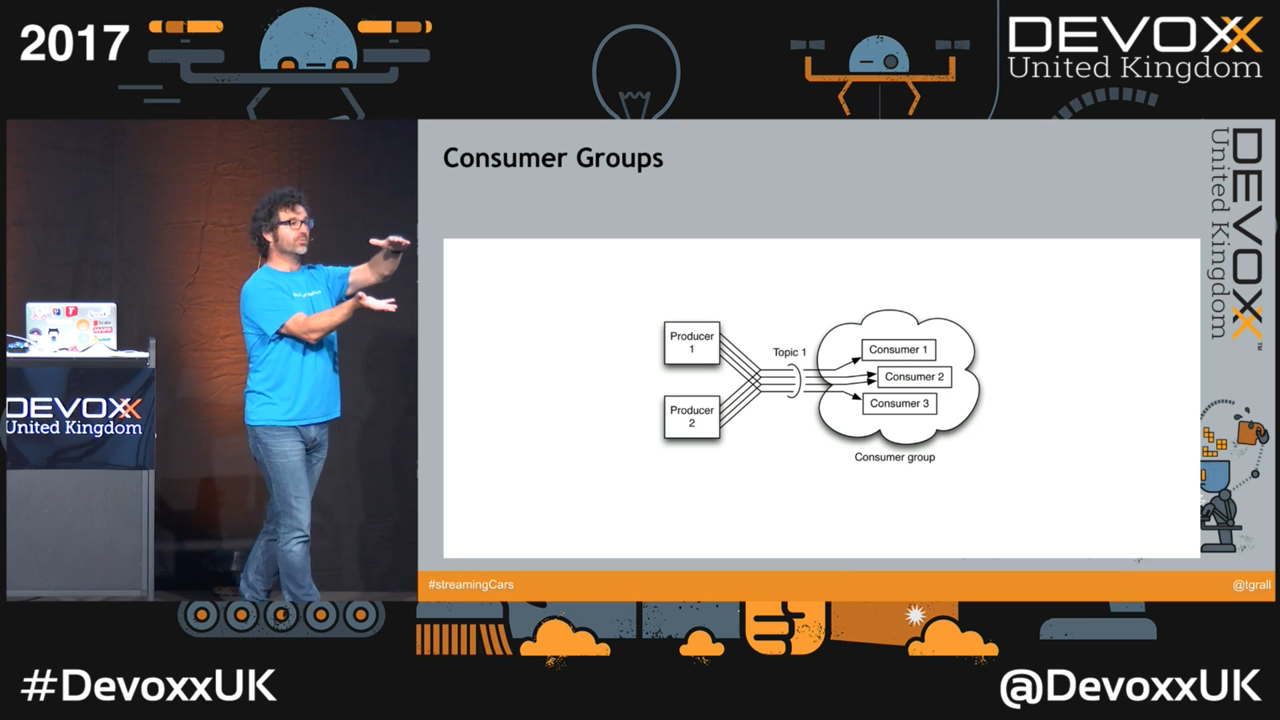 2017
DEVOXX
United Kingdom
DEVOXX
United Kingdom
Consumer Groups
Producer
1
Producer
2
Topic 1
Consumer 1
Consumer 2
Consumer 3
Consumer group
DEVOXX
United Kingdom
#streamingCars
@tgrall
#DevoxxUK
@DevoxxUK